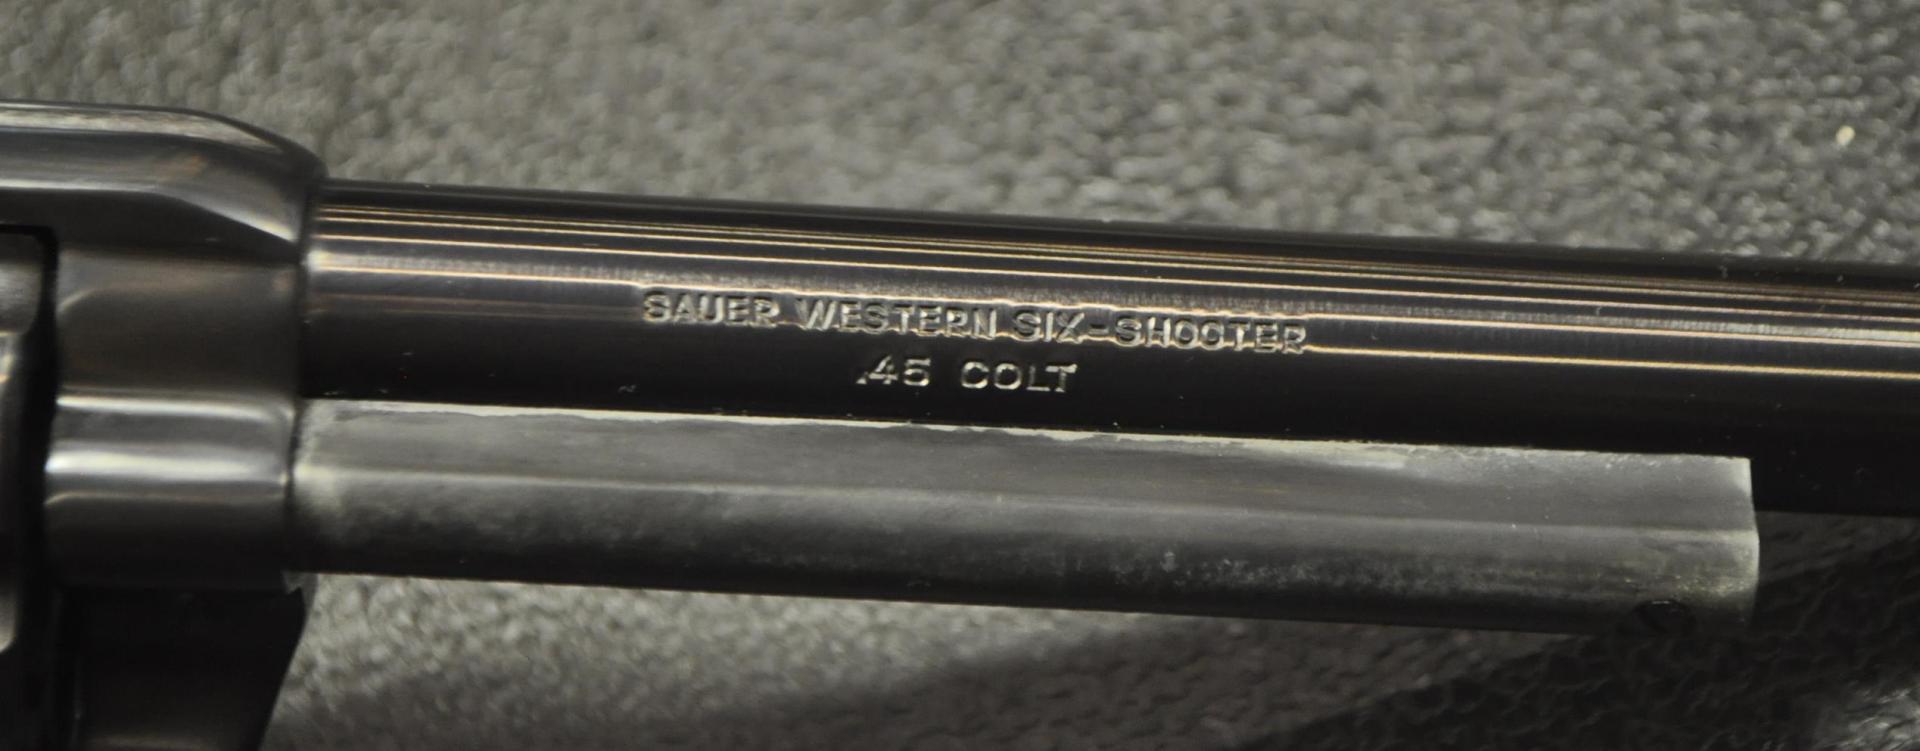 SAUER WESTERN SIX-SHOOTER
.45 COLT